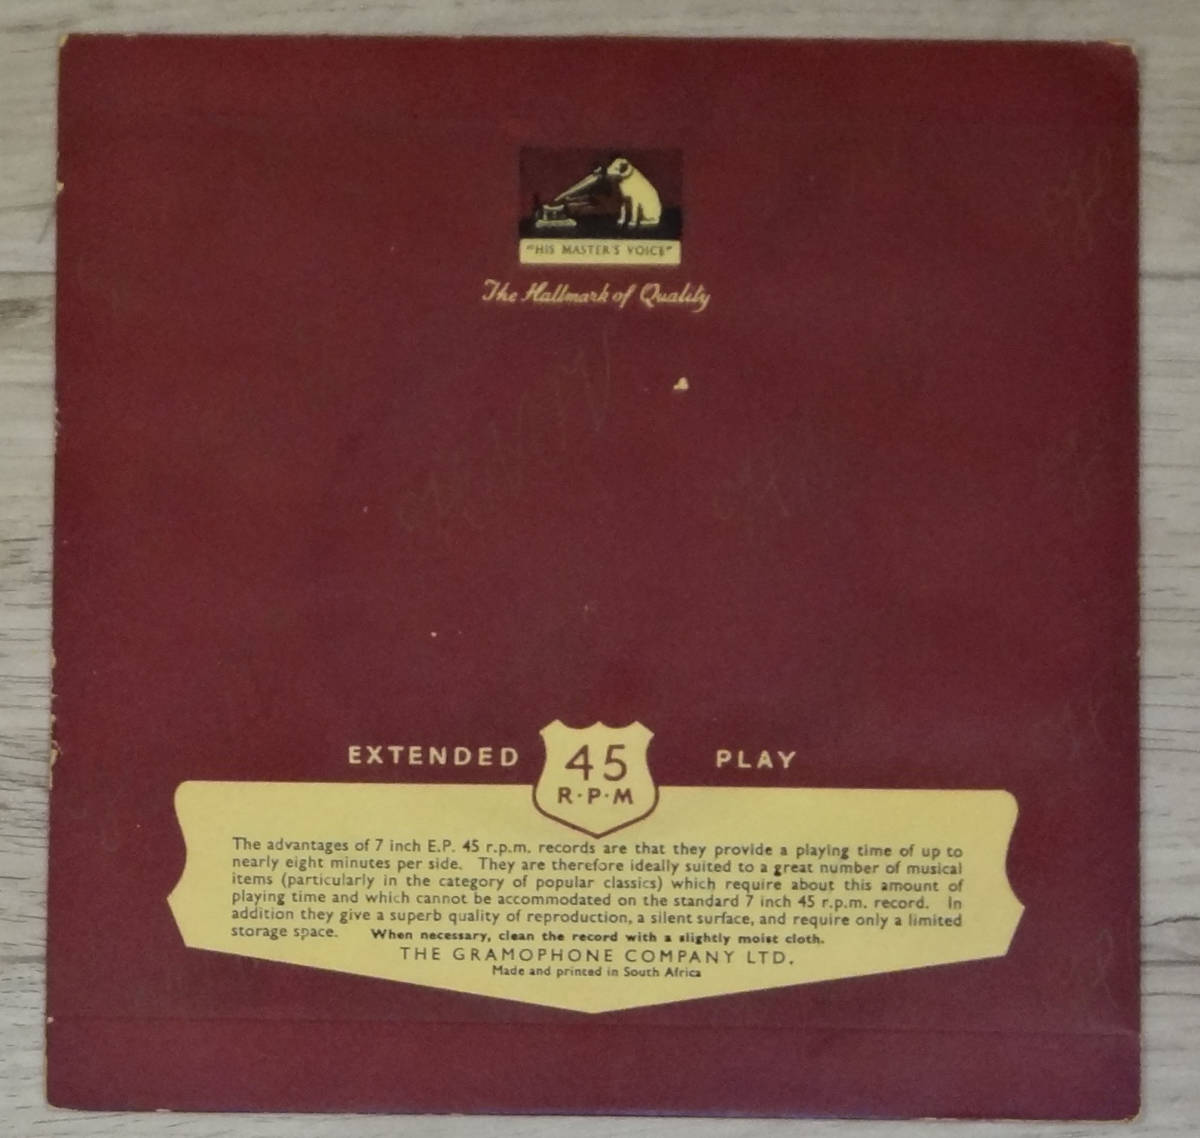 "HIS MASTER'S VOICE"
The Hallmark of Quality
EXTENDED 45 PLAY
R·P·M
The advantages of 7 inch E.P. 45 r.p.m. records are that they provide a playing time of up to
nearly eight minutes per side. They are therefore ideally suited to a great number of musical
items (particularly in the category of popular classics) which require about this amount of
playing time and which cannot be accommodated on the standard 7 inch 45 r.p.m. record. In
addition they give a superb quality of reproduction, a silent surface, and require only a limited
storage space. When necessary, clean the record with a slightly moist cloth.
THE GRAMOPHONE COMPANY LTD.
Made and printed in South Africa